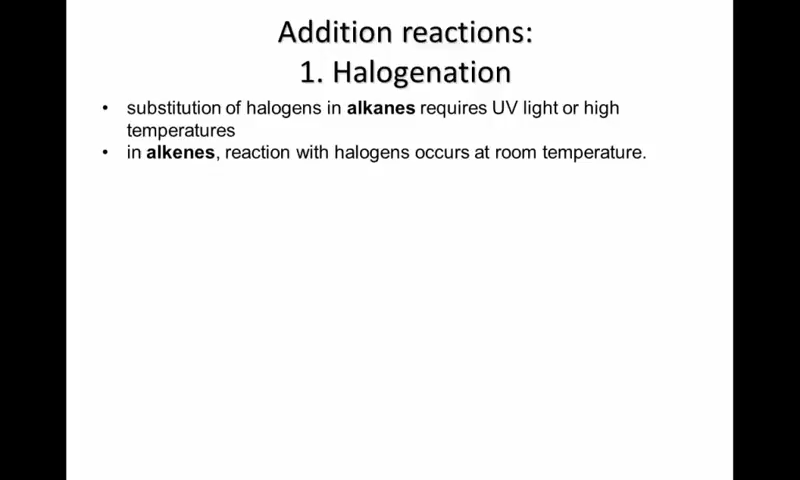 Addition reactions:
1. Halogenation
• substitution of halogens in alkanes requires UV light or high
temperatures
• in alkenes, reaction with halogens occurs at room temperature.